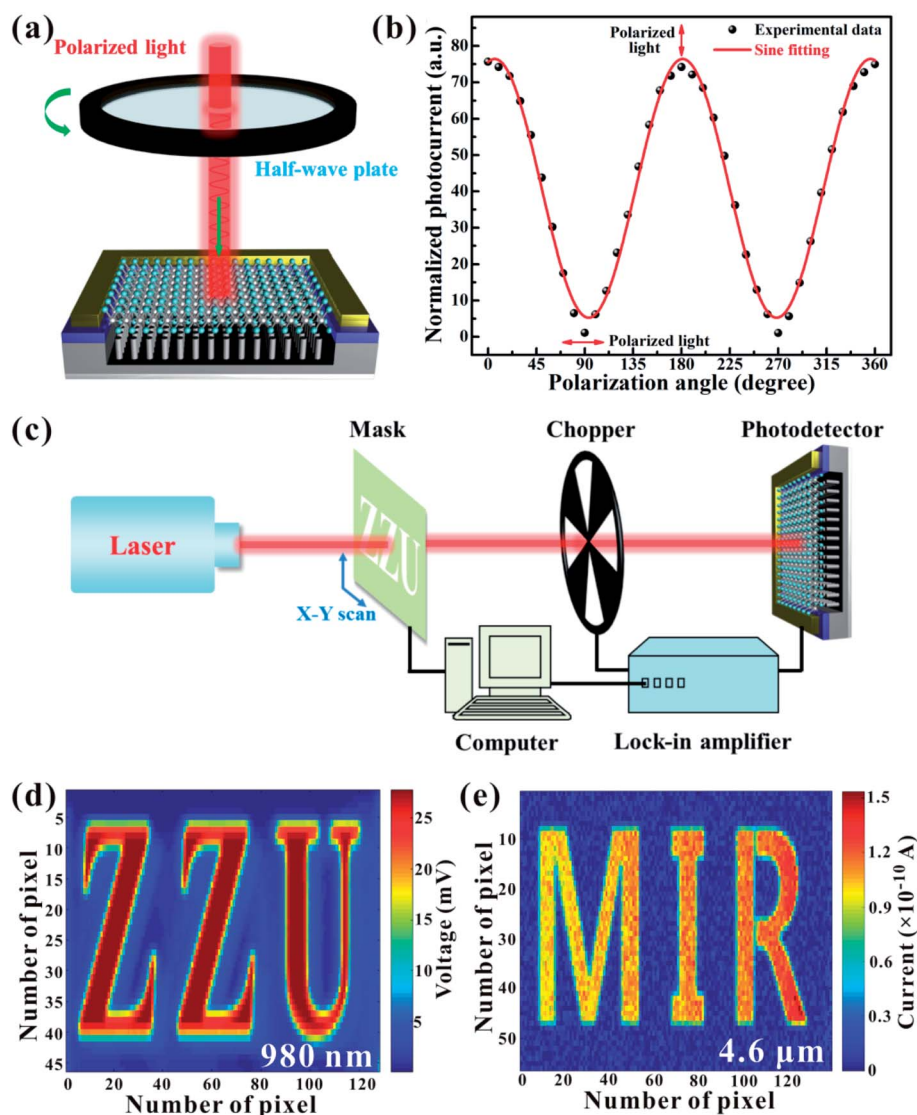 (a)
Polarized light
Half-wave plate
(b)
Normalized photocurrent (a.u.)
80
70
60
50
40
30
20
10
0
Polarized
light
Experimental data
Sine fitting
Polarized light
0 45 90 135 180 225 270 315 360
Polarization angle (degree)
(c)
Mask
Chopper
Photodetector
Laser
ZZU
X-Y scan
Computer
Lock-in amplifier
(d)
Number of pixel
5
10
15
20
25
30
35
40
45
ZZU
980 nm
0 20 40 60 80 100 120
Number of pixel
25
20
15
10
5
Voltage (mV)
(e)
Number of pixel
10
20
30
40
50
MIR
4.6 μm
0 20 40 60 80 100 120
Number of pixel
1.5
1.2
0.9
0.6
0.3
0
Current (×10-10 A)